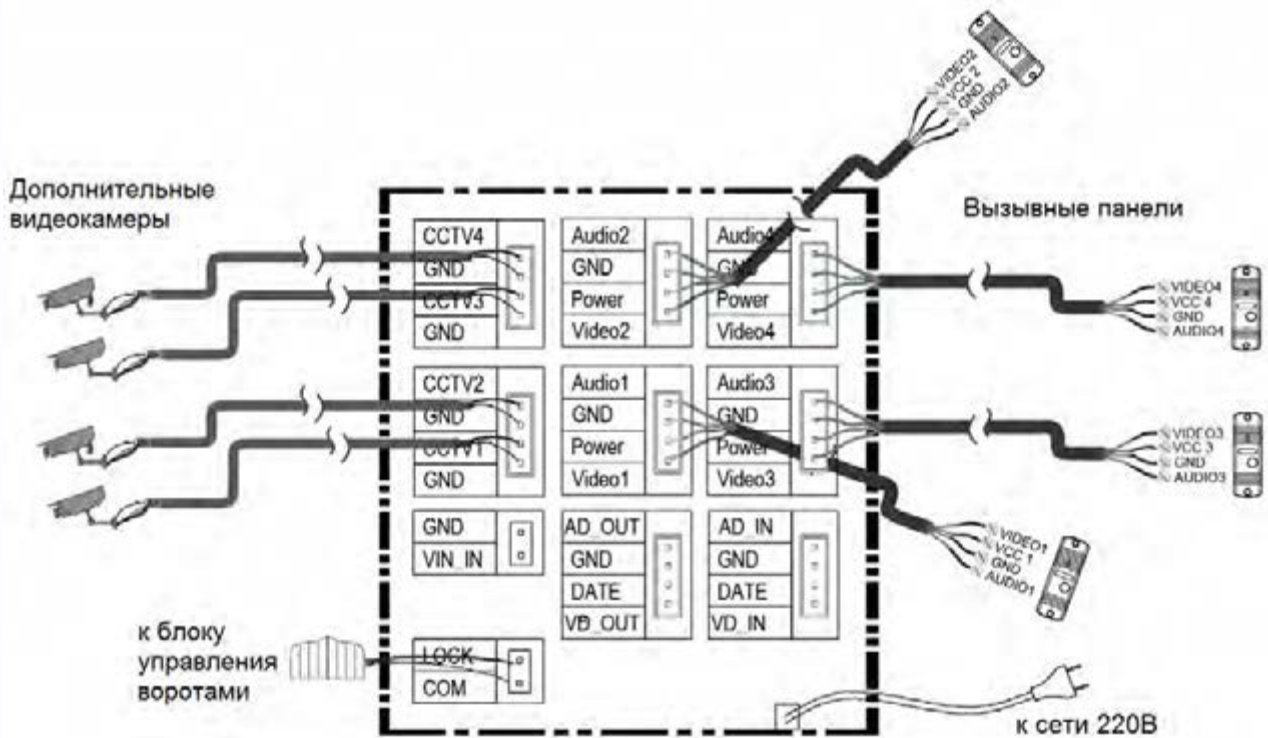 VIDEO2
VCC 2
GND
AUDIO2
Дополнительные
видеокамеры
Вызывные панели
CCTV4
GND
CCTV3
GND
Audio2
GND
Power
Video2
Audio4
GND
Power
Video4
VIDEO4
VCC 4
GND
AUDIO4
CCTV2
GND
CCTV1
GND
Audio1
GND
Power
Video1
Audio3
GND
Power
Video3
VIDEO3
VCC 3
GND
AUDIO3
GND
VIN_IN
AD_OUT
GND
DATE
VD_OUT
AD_IN
GND
DATE
VD_IN
VIDEO1
VCC 1
GND
AUDIO1
к блоку
управления
воротами
LOCK
COM
к сети 220В